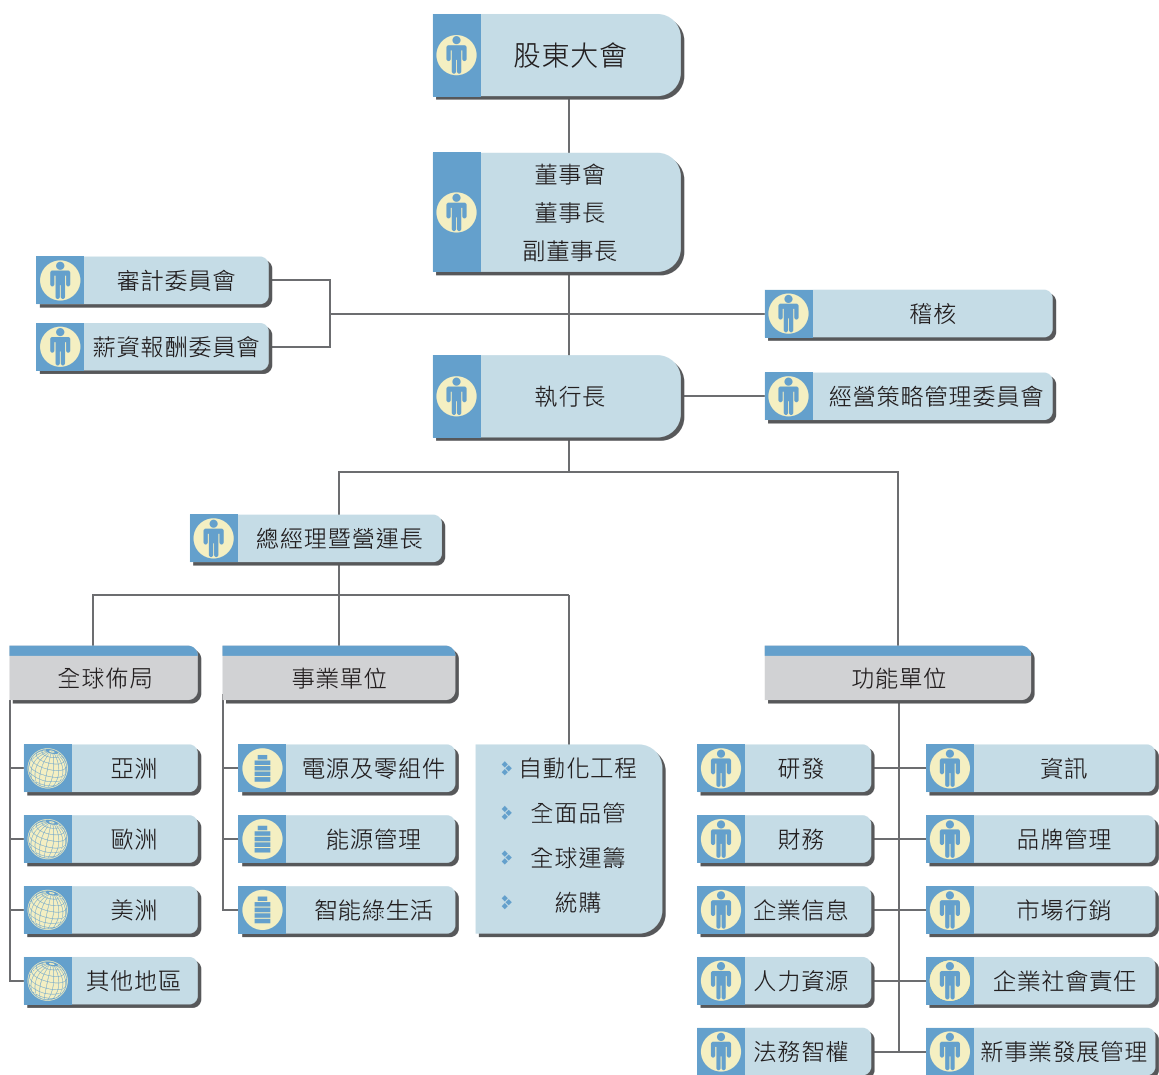 股東大會
董事會
董事長
副董事長
審計委員會
薪資報酬委員會
稽核
執行長
經營策略管理委員會
總經理暨營運長
全球佈局
事業單位
功能單位
亞洲
歐洲
美洲
其他地區
電源及零組件
能源管理
智能綠生活
自動化工程
全面品管
全球運籌
統購
研發
財務
企業信息
人力資源
法務智權
資訊
品牌管理
市場行銷
企業社會責任
新事業發展管理